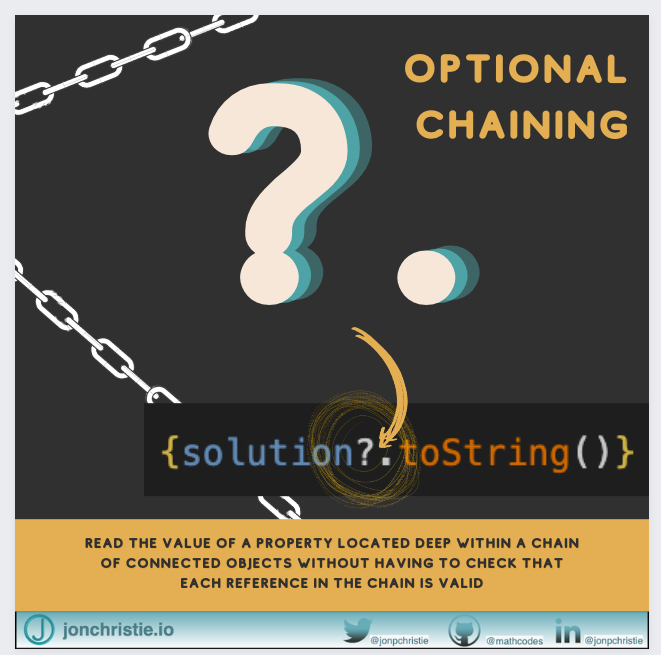 OPTIONAL
CHAINING
?.
{solution?.toString()}
READ THE VALUE OF A PROPERTY LOCATED DEEP WITHIN A CHAIN
OF CONNECTED OBJECTS WITHOUT HAVING TO CHECK THAT
EACH REFERENCE IN THE CHAIN IS VALID
J jonchristie.io @jonpchristie @mathcodes in @jonpchristie